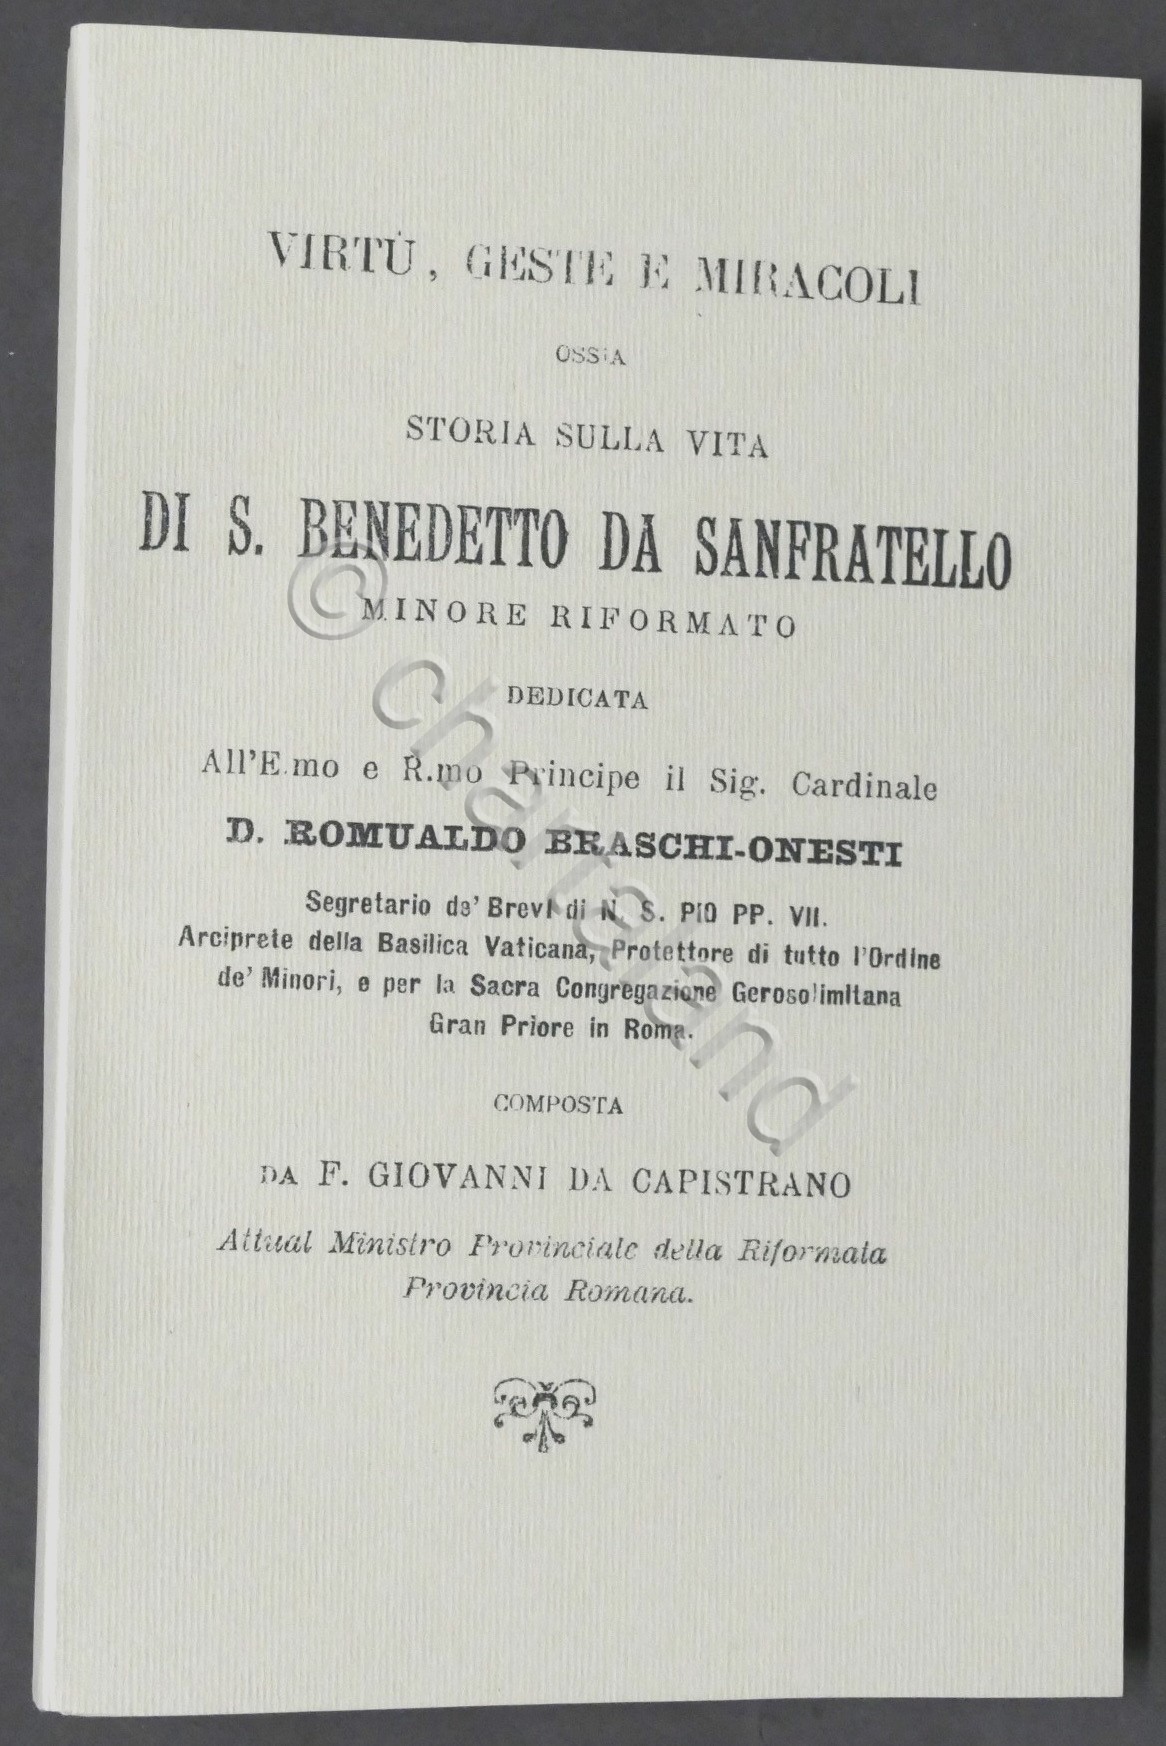 VIRTÙ, GESTE E MIRACOLI
OSSIA
STORIA SULLA VITA
DI S. BENEDETTO DA SANFRATELLO
MINORE RIFORMATO
DEDICATA
All'E.mo e R.mo Principe il Sig. Cardinale
D. ROMUALDO BRASCHI-ONESTI
Segretario de' Brevi di N. S. PIO PP. VII.
Arciprete della Basilica Vaticana, Protettore di tutto l'Ordine
de' Minori, e per la Sacra Congregazione Gerosolimitana
Gran Priore in Roma.
COMPOSTA
DA F. GIOVANNI DA CAPISTRANO
Attual Ministro Provinciale della Riformata
Provincia Romana.
© chartaland